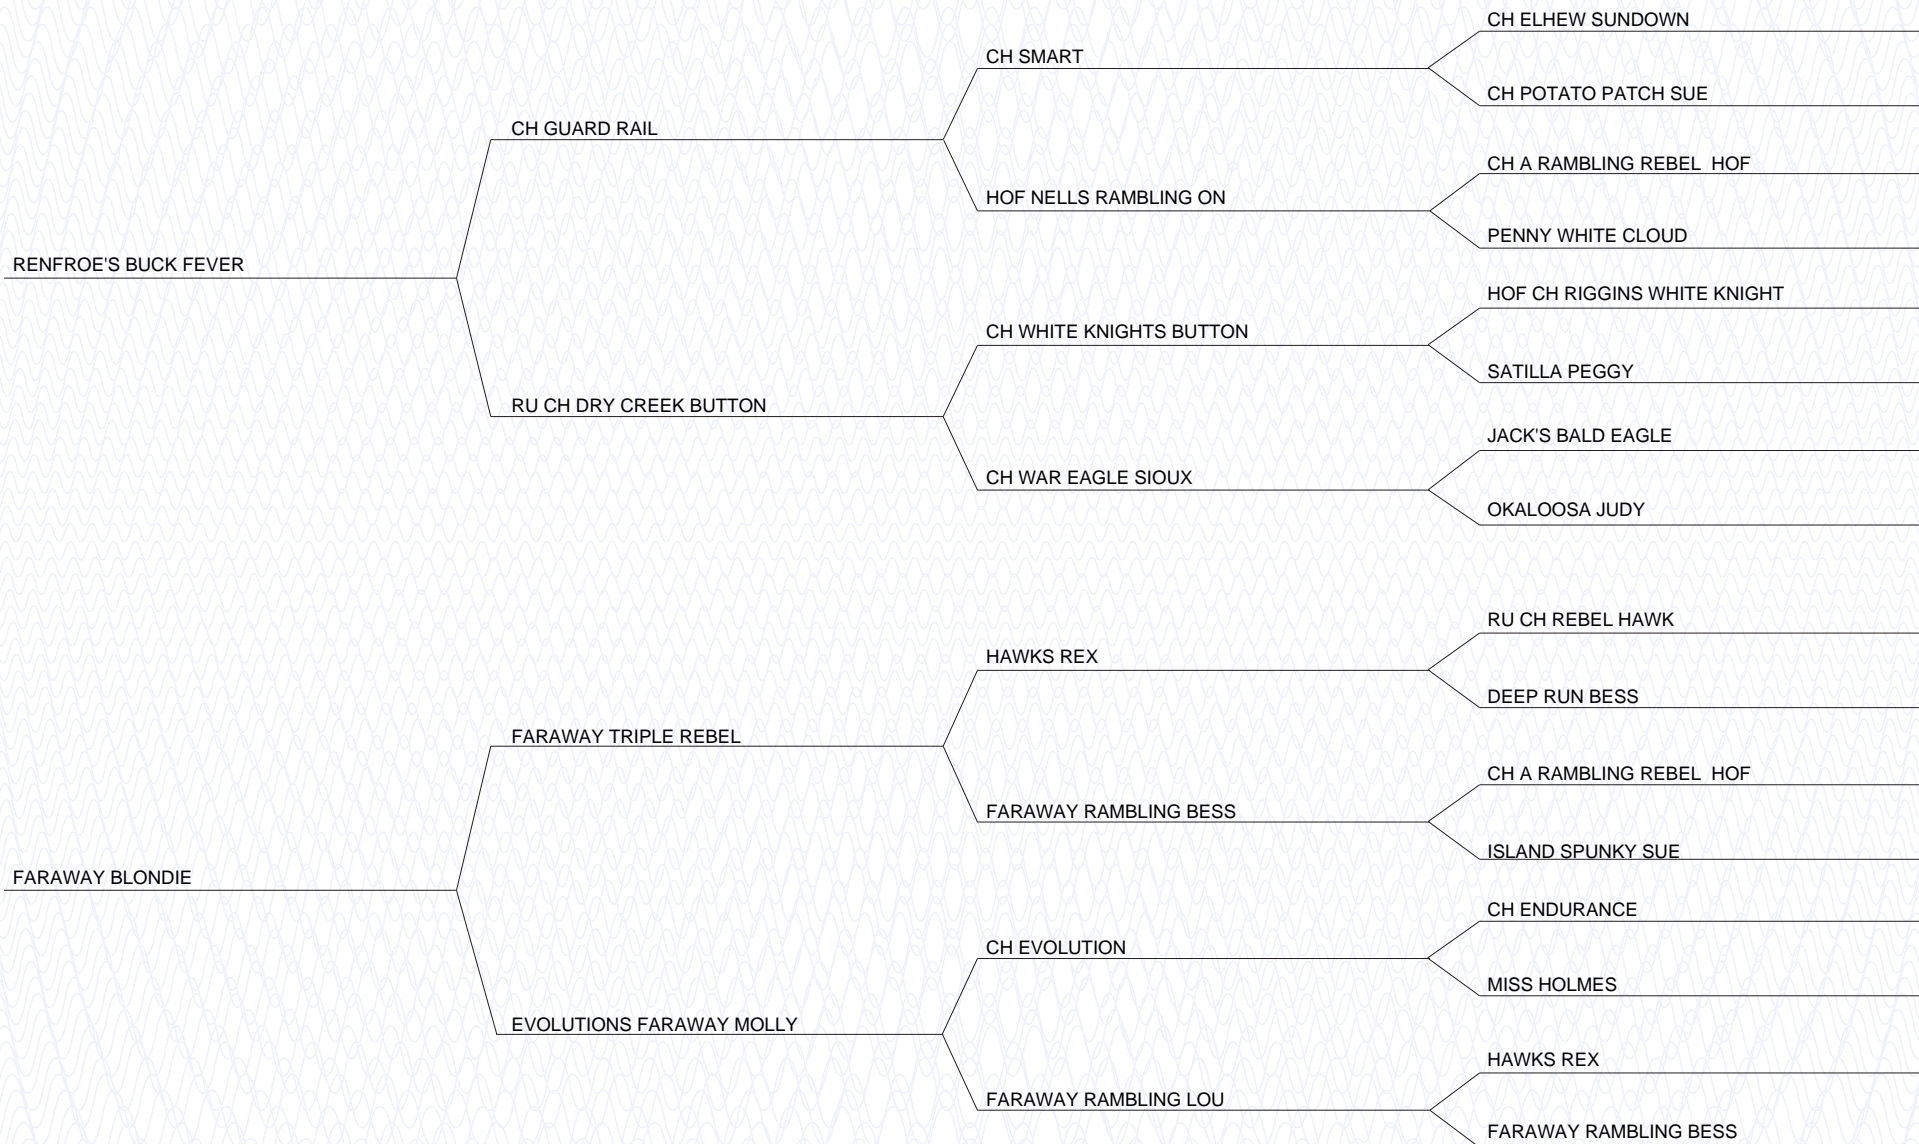 CH ELHEW SUNDOWN
CH SMART
CH POTATO PATCH SUE
CH GUARD RAIL
CH A RAMBLING REBEL  HOF
HOF NELLS RAMBLING ON
PENNY WHITE CLOUD
RENFROE'S BUCK FEVER
HOF CH RIGGINS WHITE KNIGHT
CH WHITE KNIGHTS BUTTON
SATILLA PEGGY
RU CH DRY CREEK BUTTON
JACK'S BALD EAGLE
CH WAR EAGLE SIOUX
OKALOOSA JUDY
RU CH REBEL HAWK
HAWKS REX
DEEP RUN BESS
FARAWAY TRIPLE REBEL
CH A RAMBLING REBEL  HOF
FARAWAY RAMBLING BESS
ISLAND SPUNKY SUE
FARAWAY BLONDIE
CH ENDURANCE
CH EVOLUTION
MISS HOLMES
EVOLUTIONS FARAWAY MOLLY
HAWKS REX
FARAWAY RAMBLING LOU
FARAWAY RAMBLING BESS